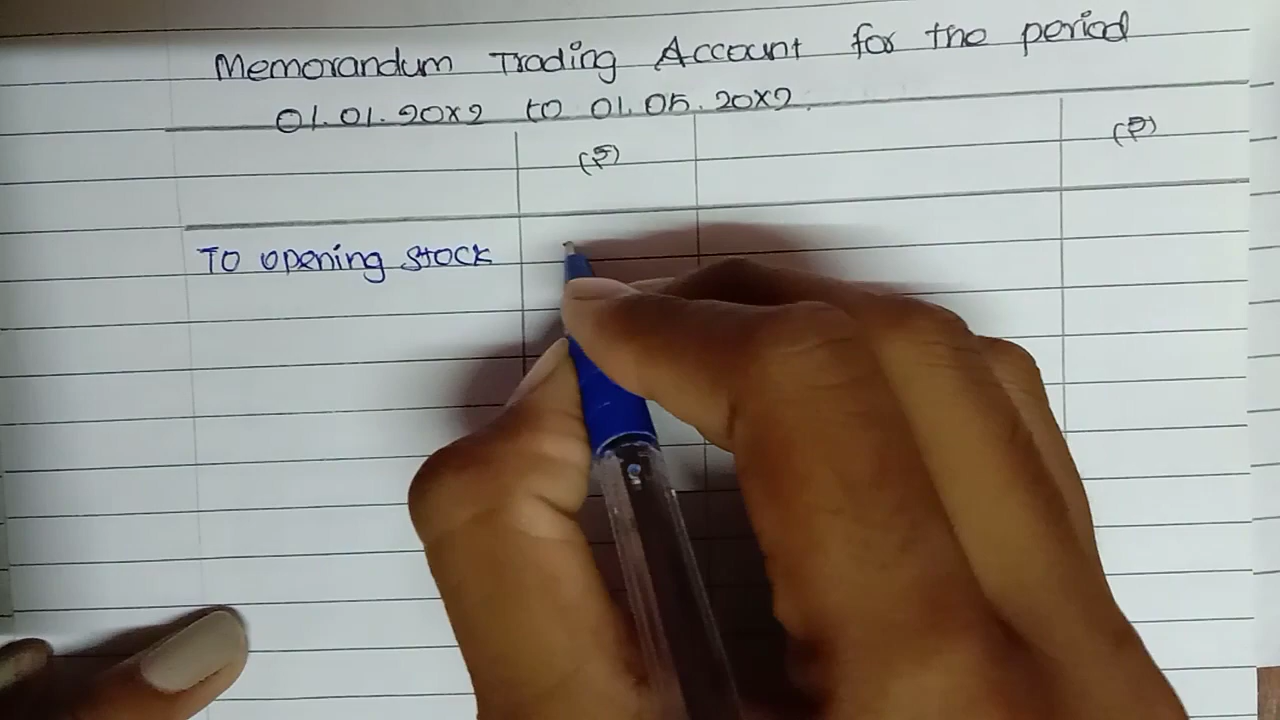 Memorandum Trading Account for the period
01.01.20X2 to 01.05.20X2.
(₹) (₹)
To opening stock